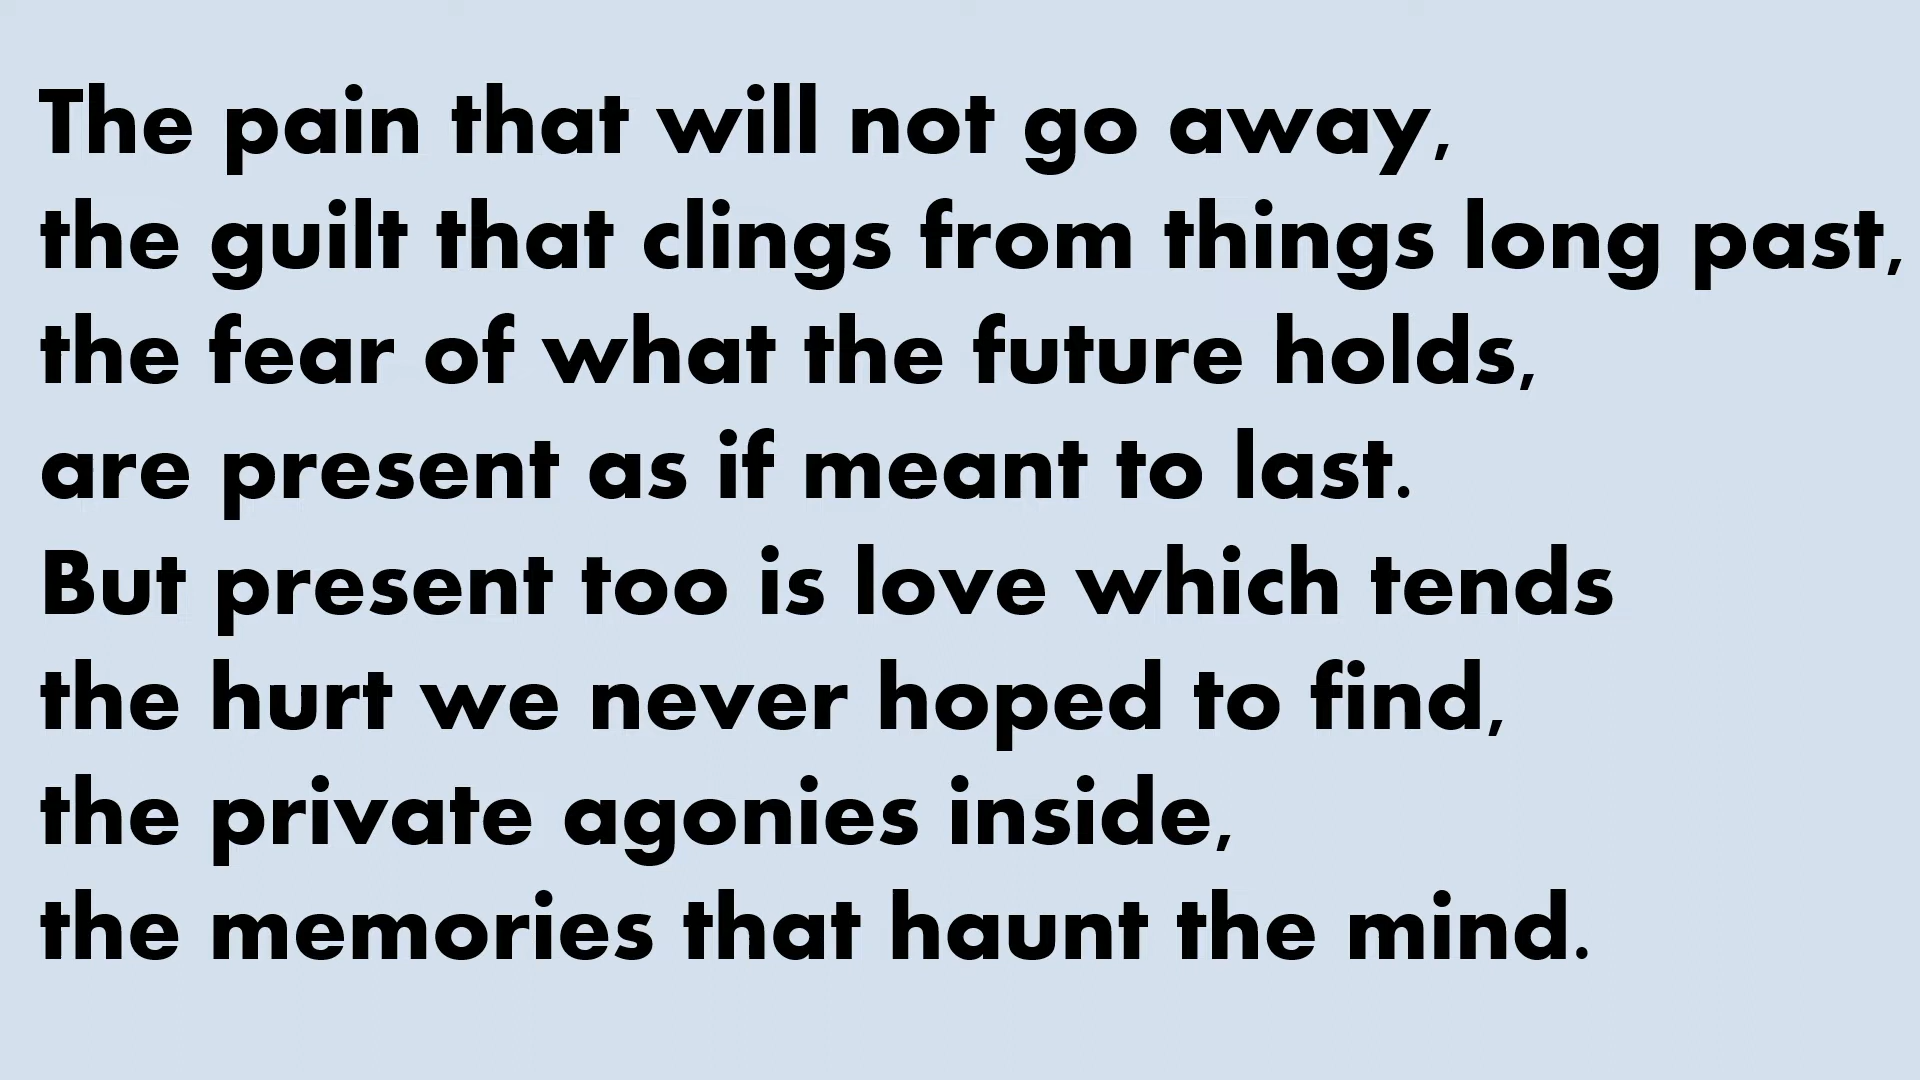 The pain that will not go away,
the guilt that clings from things long past,
the fear of what the future holds,
are present as if meant to last.
But present too is love which tends
the hurt we never hoped to find,
the private agonies inside,
the memories that haunt the mind.